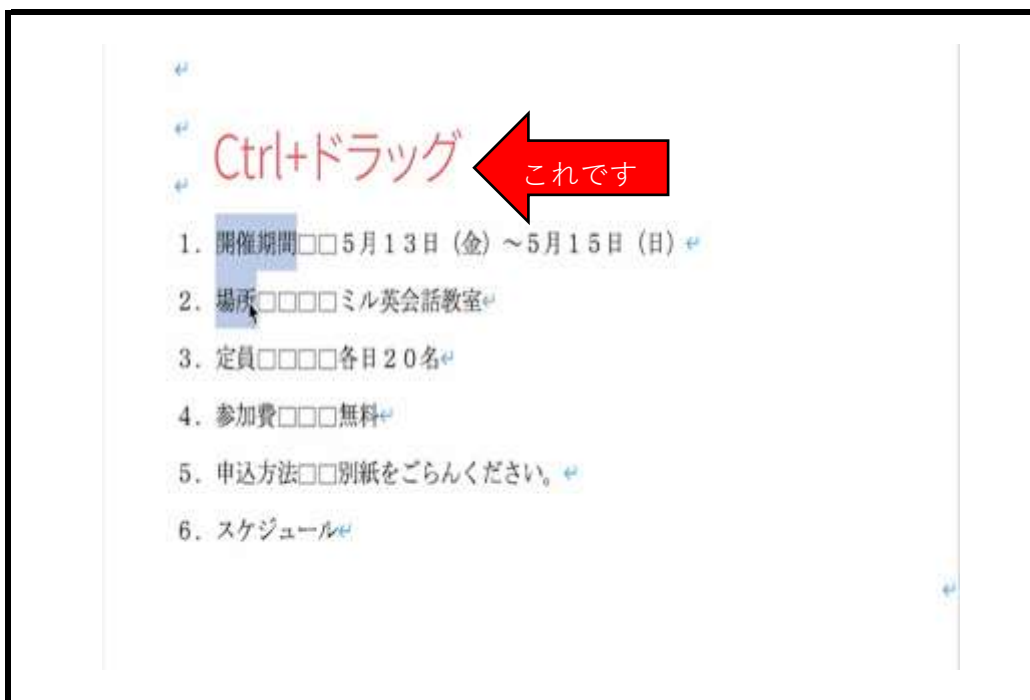 Ctrl+ドラッグ
これです
1．開催期間□□5月13日（金）～5月15日（日）
2．場所□□□□ミル英会話教室
3．定員□□□□各日20名
4．参加費□□□無料
5．申込方法□□別紙をごらんください。
6．スケジュール